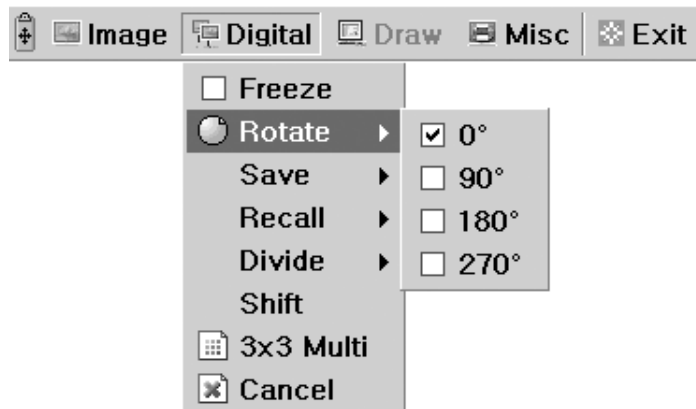 Image Digital Draw Misc Exit
Freeze
Rotate
Save
Recall
Divide
Shift
3x3 Multi
Cancel
0°
90°
180°
270°